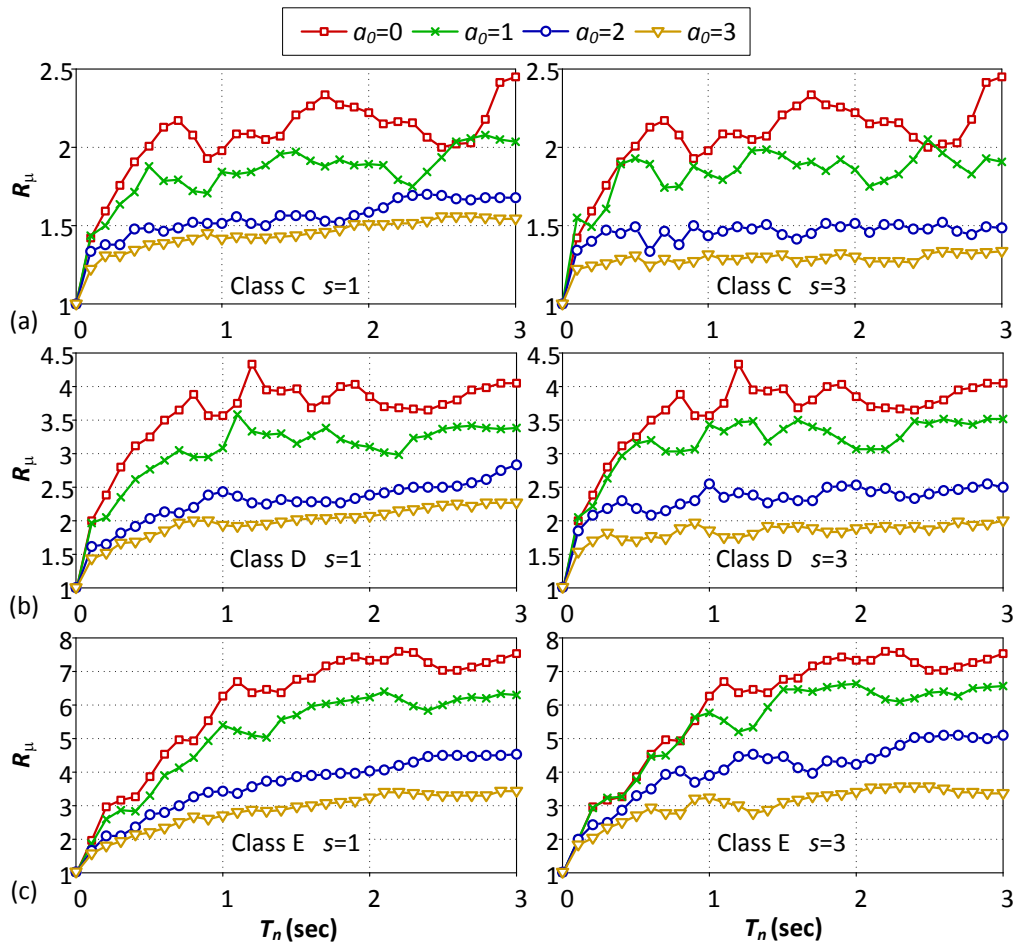 a₀=0 a₀=1 a₀=2 a₀=3
2.5 2.5
2 2
Rμ
1.5 1.5
Class C s=1 Class C s=3
1 1
(a)
0 1 2 3 0 1 2 3
4.5 4.5
4 4
3.5 3.5
3 3
Rμ
2.5 2.5
2 2
1.5 1.5
Class D s=1 Class D s=3
1 1
(b)
0 1 2 3 0 1 2 3
8 8
7 7
6 6
5 5
Rμ
4 4
3 3
2 2
Class E s=1 Class E s=3
1 1
(c)
0 1 2 3 0 1 2 3
Tₙ (sec) Tₙ (sec)